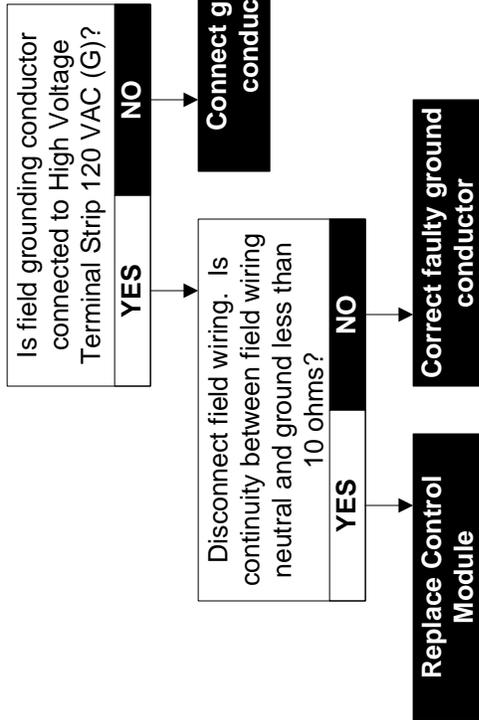 Is field grounding conductor
connected to High Voltage
Terminal Strip 120 VAC (G)?
YES
NO
Connect
Disconnect field wiring. Is
continuity between field wiring
neutral and ground less than
10 ohms?
YES
NO
Replace Control
Module
Correct faulty ground
conductor